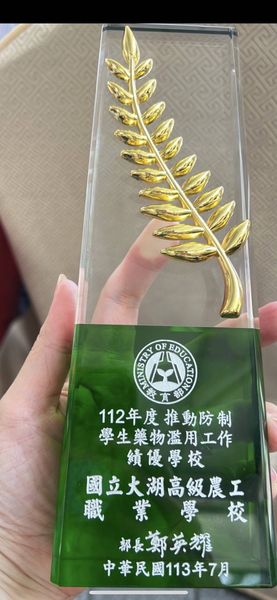 MINISTRY OF EDUCATION
教育部
112年度 推動防制
學生藥物濫用工作
績優學校
國立大湖高級農工
職業學校
部長 鄭英耀
中華民國113年7月